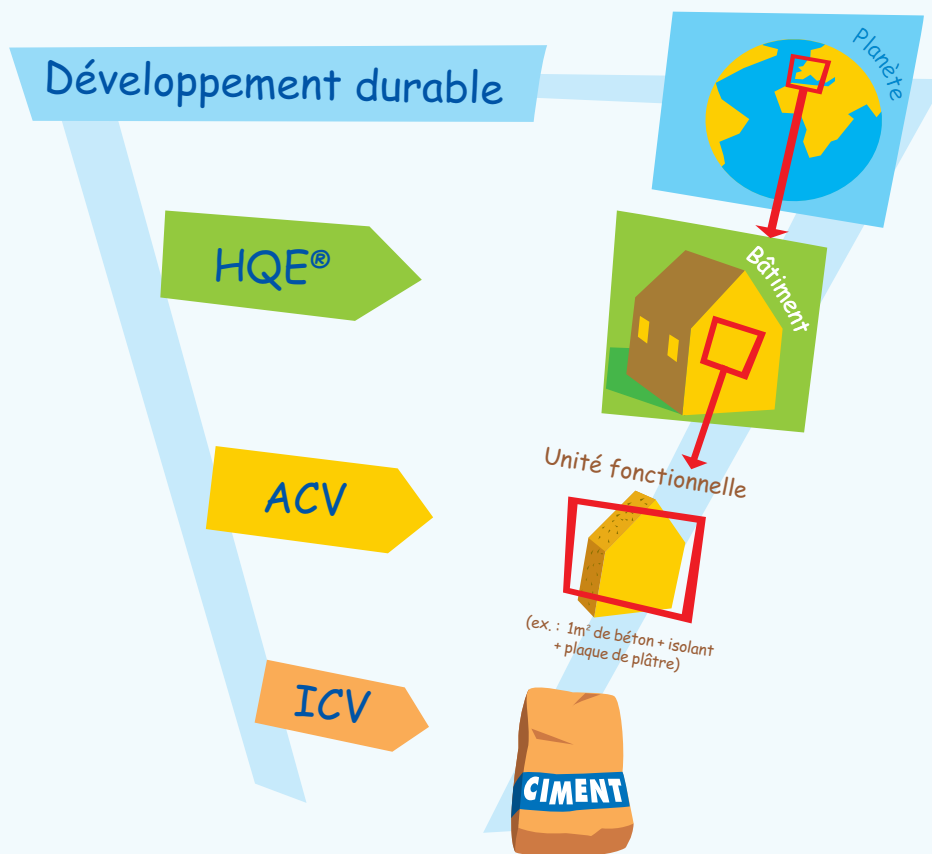 Développement durable
Planète
HQE®
Bâtiment
ACV
Unité fonctionnelle
(ex. : 1m² de béton + isolant
+ plaque de plâtre)
ICV
CIMENT